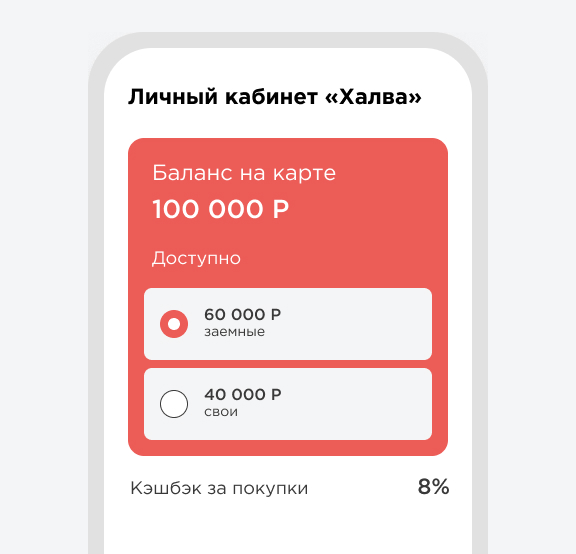 Личный кабинет «Халва»
Баланс на карте
100 000 Р
Доступно
60 000 Р
заемные
40 000 Р
свои
Кэшбэк за покупки 8%